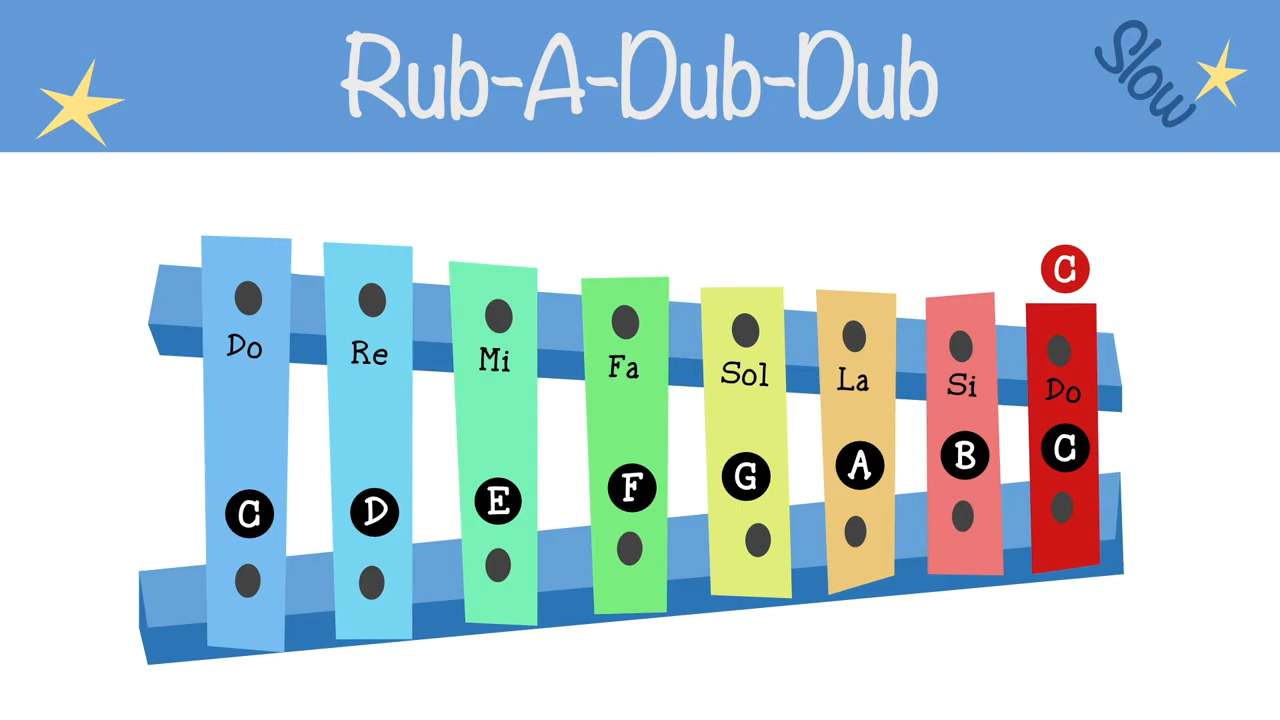 Rub-A-Dub-Dub
Slow
C
Do Re Mi Fa Sol La Si Do
C D E F G A B C